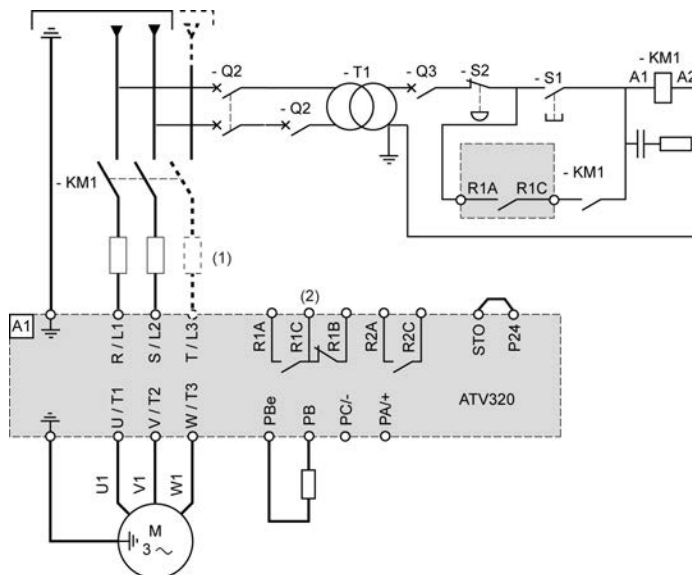 - Q2
- T1
- Q3
- S2
- S1
- KM1
A1 A2
- Q2
- KM1
R1A R1C
- KM1
(1)
(2)
A1
R / L1
S / L2
T / L3
R1A
R1C
R1B
R2A
R2C
STO
P24
ATV320
U / T1
V / T2
W / T3
PBe
PB
PC/-
PA/+
U1
V1
W1
M
3 ~